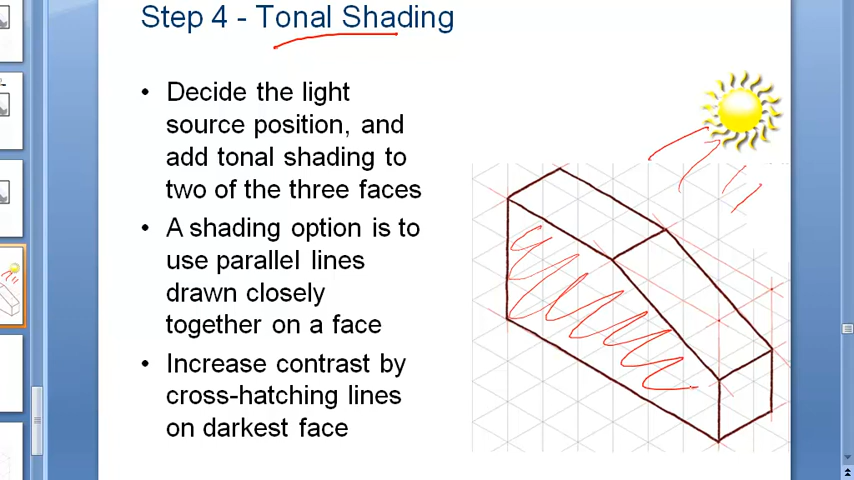 Step 4 - Tonal Shading
• Decide the light
source position, and
add tonal shading to
two of the three faces
• A shading option is to
use parallel lines
drawn closely
together on a face
• Increase contrast by
cross-hatching lines
on darkest face